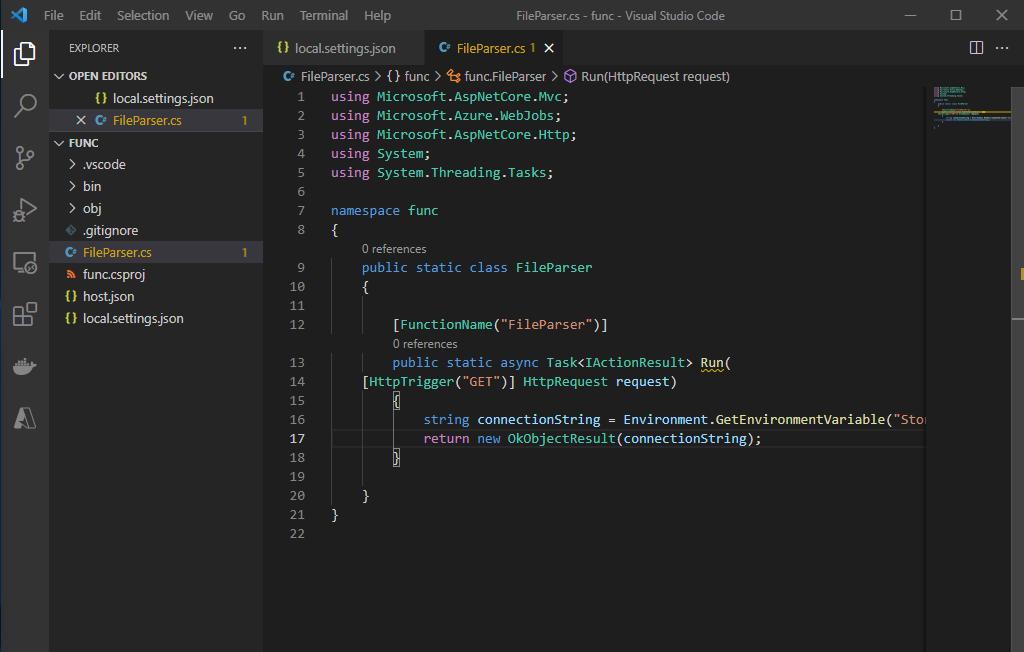 File Edit Selection View Go Run Terminal Help FileParser.cs - func - Visual Studio Code
EXPLORER
OPEN EDITORS
local.settings.json
FileParser.cs 1
FUNC
.vscode
bin
obj
.gitignore
FileParser.cs 1
func.csproj
host.json
local.settings.json
local.settings.json FileParser.cs 1
FileParser.cs > {} func > func.FileParser > Run(HttpRequest request)
1 using Microsoft.AspNetCore.Mvc;
2 using Microsoft.Azure.WebJobs;
3 using Microsoft.AspNetCore.Http;
4 using System;
5 using System.Threading.Tasks;
6
7 namespace func
8 {
0 references
9 public static class FileParser
10 {
11
12 [FunctionName("FileParser")]
0 references
13 public static async Task<IActionResult> Run(
14 [HttpTrigger("GET")] HttpRequest request)
15 {
16 string connectionString = Environment.GetEnvironmentVariable("Sto
17 return new OkObjectResult(connectionString);
18 }
19
20 }
21 }
22